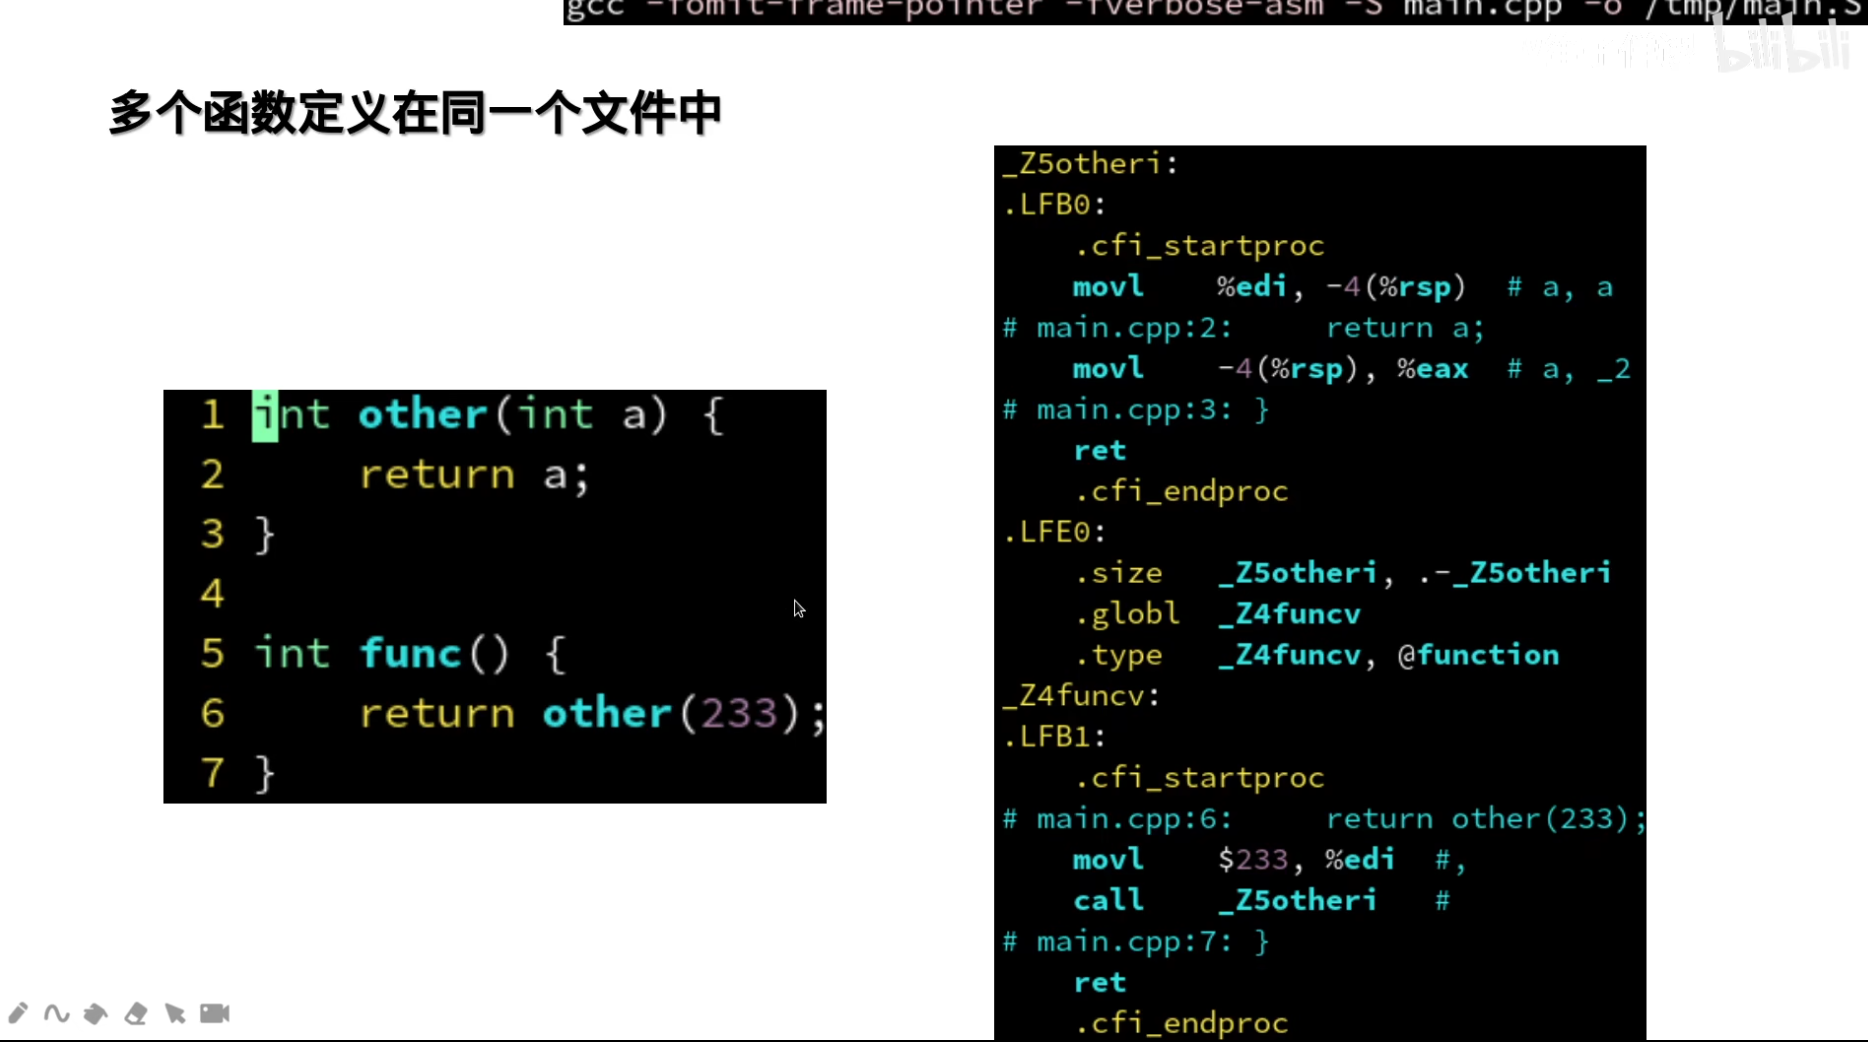 gcc -fomit-frame-pointer -fverbose-asm -S main.cpp -o /tmp/main.S
bilibili
多个函数定义在同一个文件中
1 int other(int a) {
2     return a;
3 }
4
5 int func() {
6     return other(233);
7 }
_Z5otheri:
.LFB0:
    .cfi_startproc
    movl    %edi, -4(%rsp)  # a, a
# main.cpp:2:     return a;
    movl    -4(%rsp), %eax  # a, _2
# main.cpp:3: }
    ret
    .cfi_endproc
.LFE0:
    .size   _Z5otheri, .-_Z5otheri
    .globl  _Z4funcv
    .type   _Z4funcv, @function
_Z4funcv:
.LFB1:
    .cfi_startproc
# main.cpp:6:     return other(233);
    movl    $233, %edi  #,
    call    _Z5otheri   #
# main.cpp:7: }
    ret
    .cfi_endproc